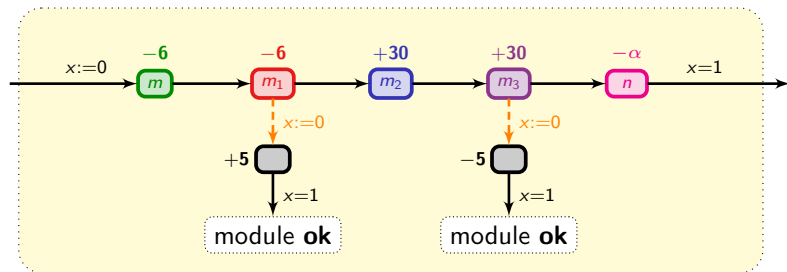 −6 −6 +30 +30 −α
x:=0 m m₁ m₂ m₃ n x=1
x:=0 x:=0
+5 −5
x=1 x=1
module ok module ok